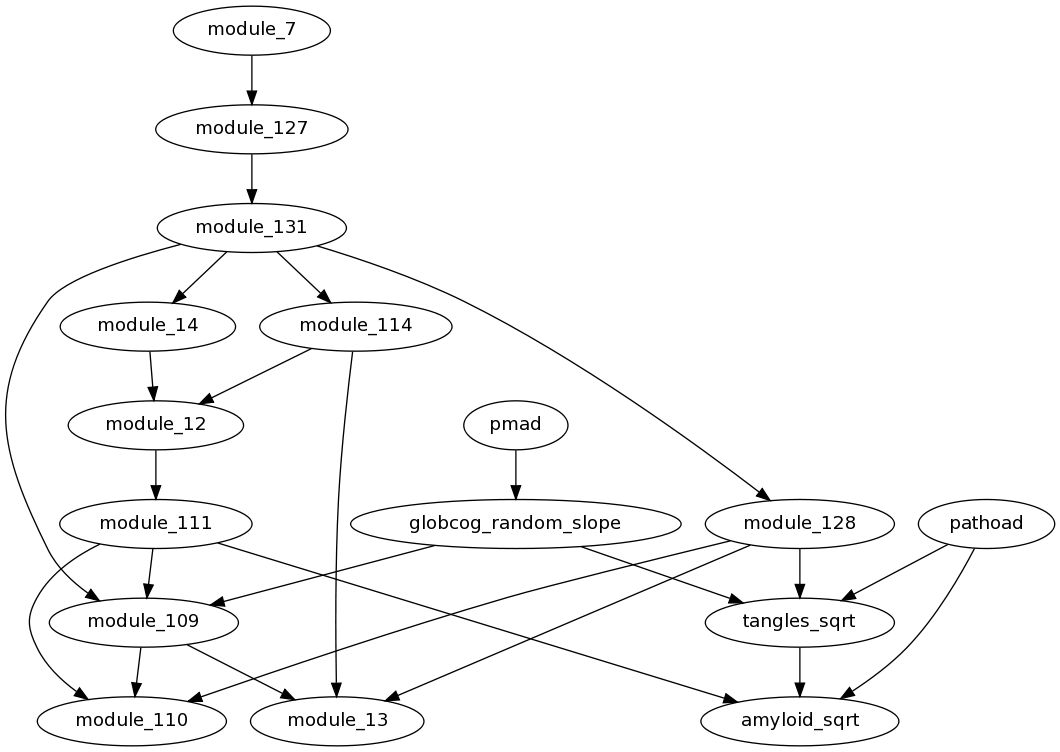 module_7
module_127
module_131
module_14
module_114
module_12
pmad
module_111
globcog_random_slope
module_128
pathoad
module_109
tangles_sqrt
module_110
module_13
amyloid_sqrt